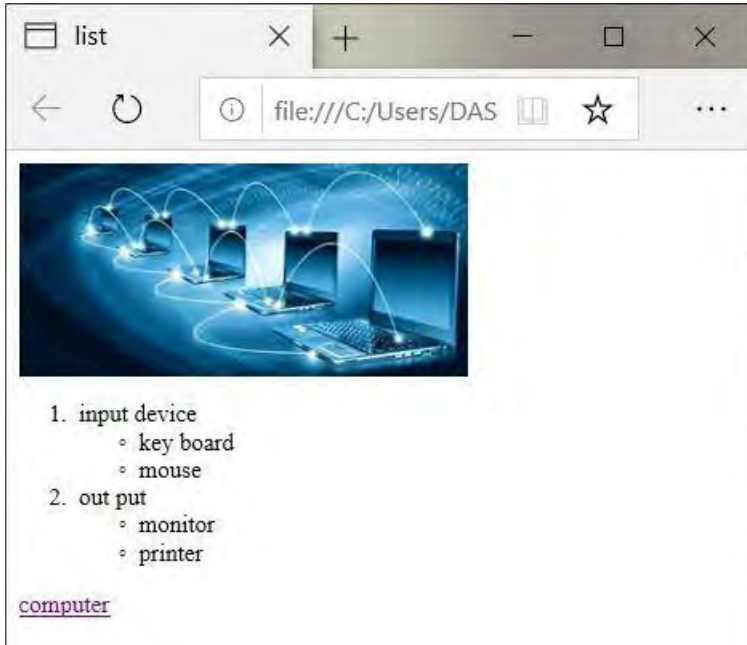 list
file:///C:/Users/DAS
1. input device
◦ key board
◦ mouse
2. out put
◦ monitor
◦ printer
computer